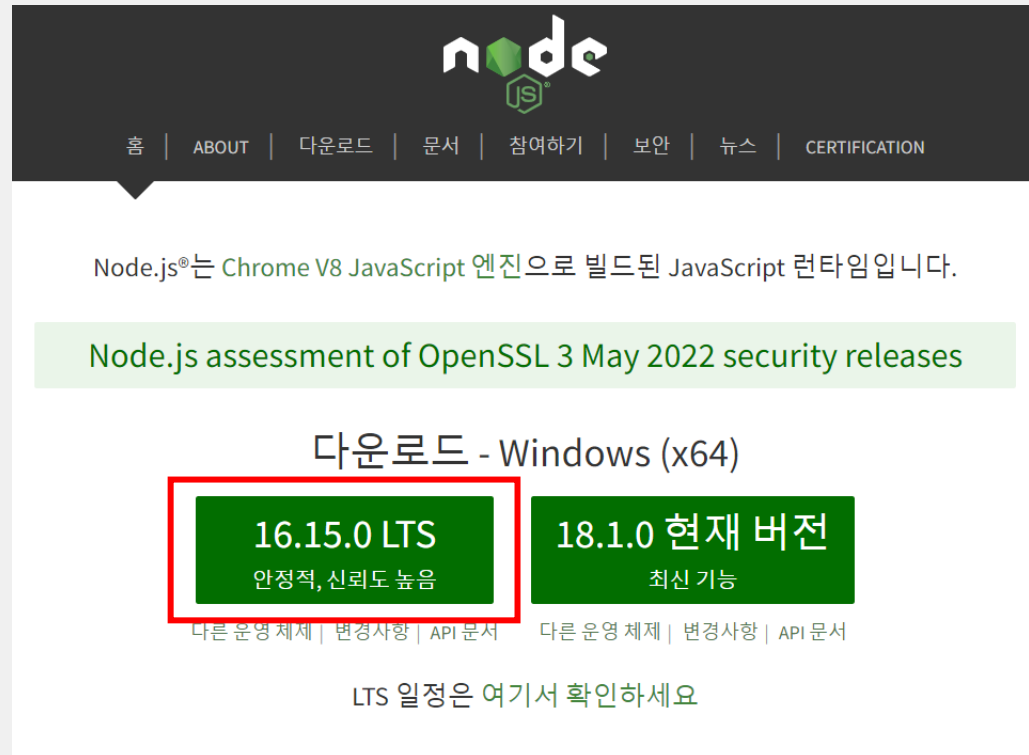 node
JS®
홈 | ABOUT | 다운로드 | 문서 | 참여하기 | 보안 | 뉴스 | CERTIFICATION
Node.js®는 Chrome V8 JavaScript 엔진으로 빌드된 JavaScript 런타임입니다.
Node.js assessment of OpenSSL 3 May 2022 security releases
다운로드 - Windows (x64)
16.15.0 LTS
안정적, 신뢰도 높음
18.1.0 현재 버전
최신 기능
다른 운영 체제 | 변경사항 | API 문서
다른 운영 체제 | 변경사항 | API 문서
LTS 일정은 여기서 확인하세요